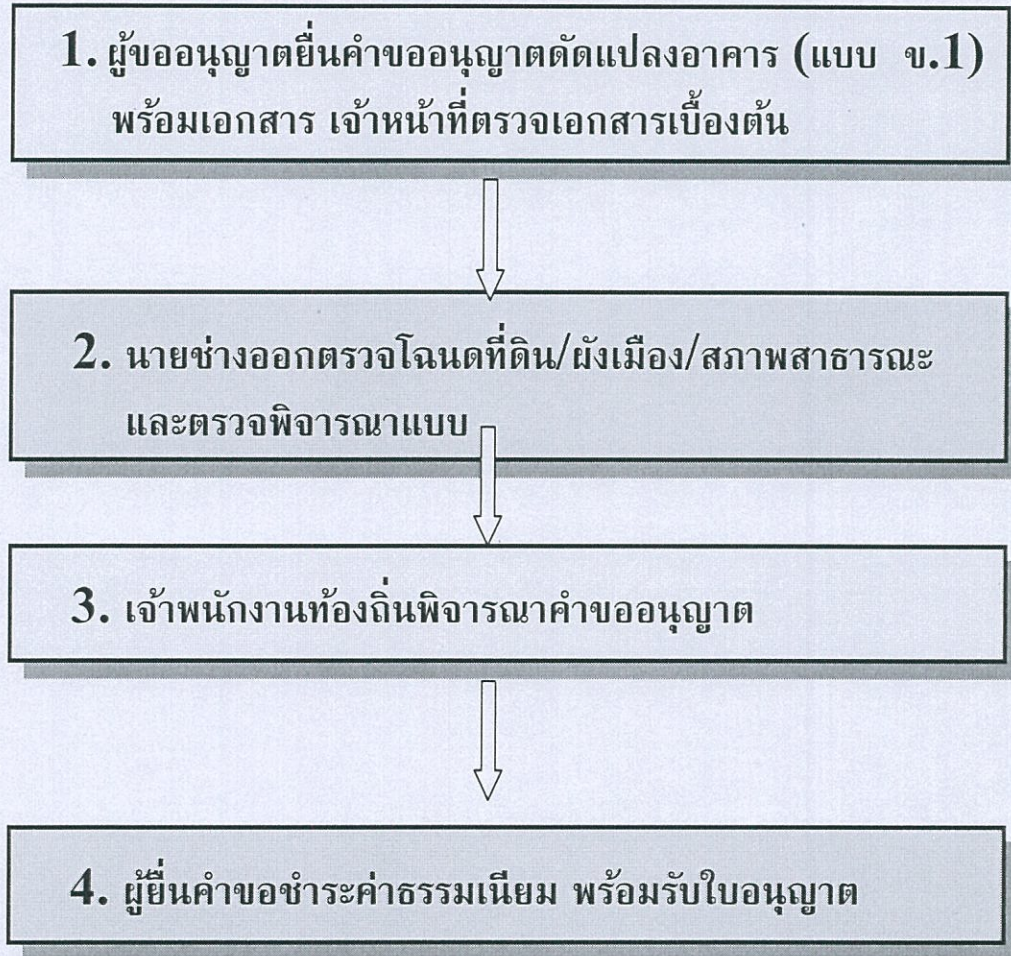 1. ผู้ขออนุญาตยื่นคำขออนุญาตดัดแปลงอาคาร (แบบ ข.1)
พร้อมเอกสาร เจ้าหน้าที่ตรวจเอกสารเบื้องต้น
2. นายช่างออกตรวจโฉนดที่ดิน/ผังเมือง/สภาพสาธารณะ
และตรวจพิจารณาแบบ
3. เจ้าพนักงานท้องถิ่นพิจารณาคำขออนุญาต
4. ผู้ยื่นคำขอชำระค่าธรรมเนียม พร้อมรับใบอนุญาต